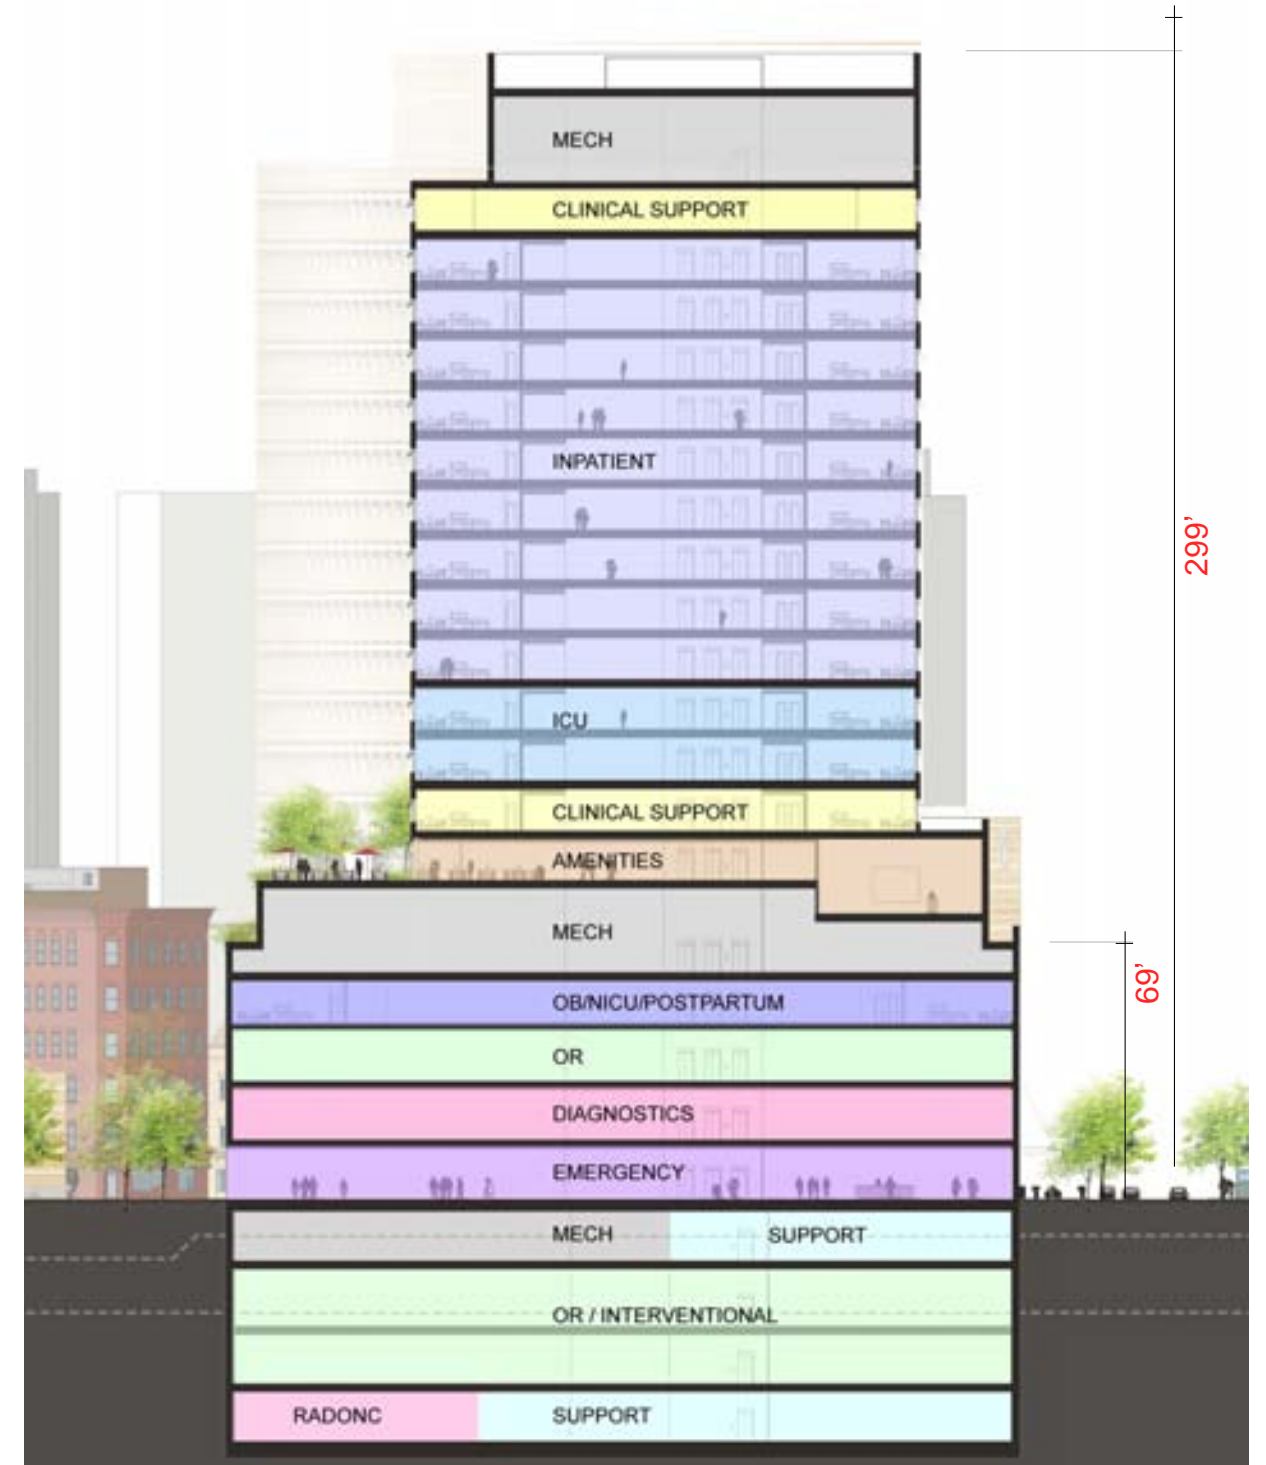 MECH
CLINICAL SUPPORT
INPATIENT
299’
ICU
CLINICAL SUPPORT
AMENITIES
MECH
69’
OB/NICU/POSTPARTUM
OR
DIAGNOSTICS
EMERGENCY
MECH SUPPORT
OR / INTERVENTIONAL
RADONC SUPPORT